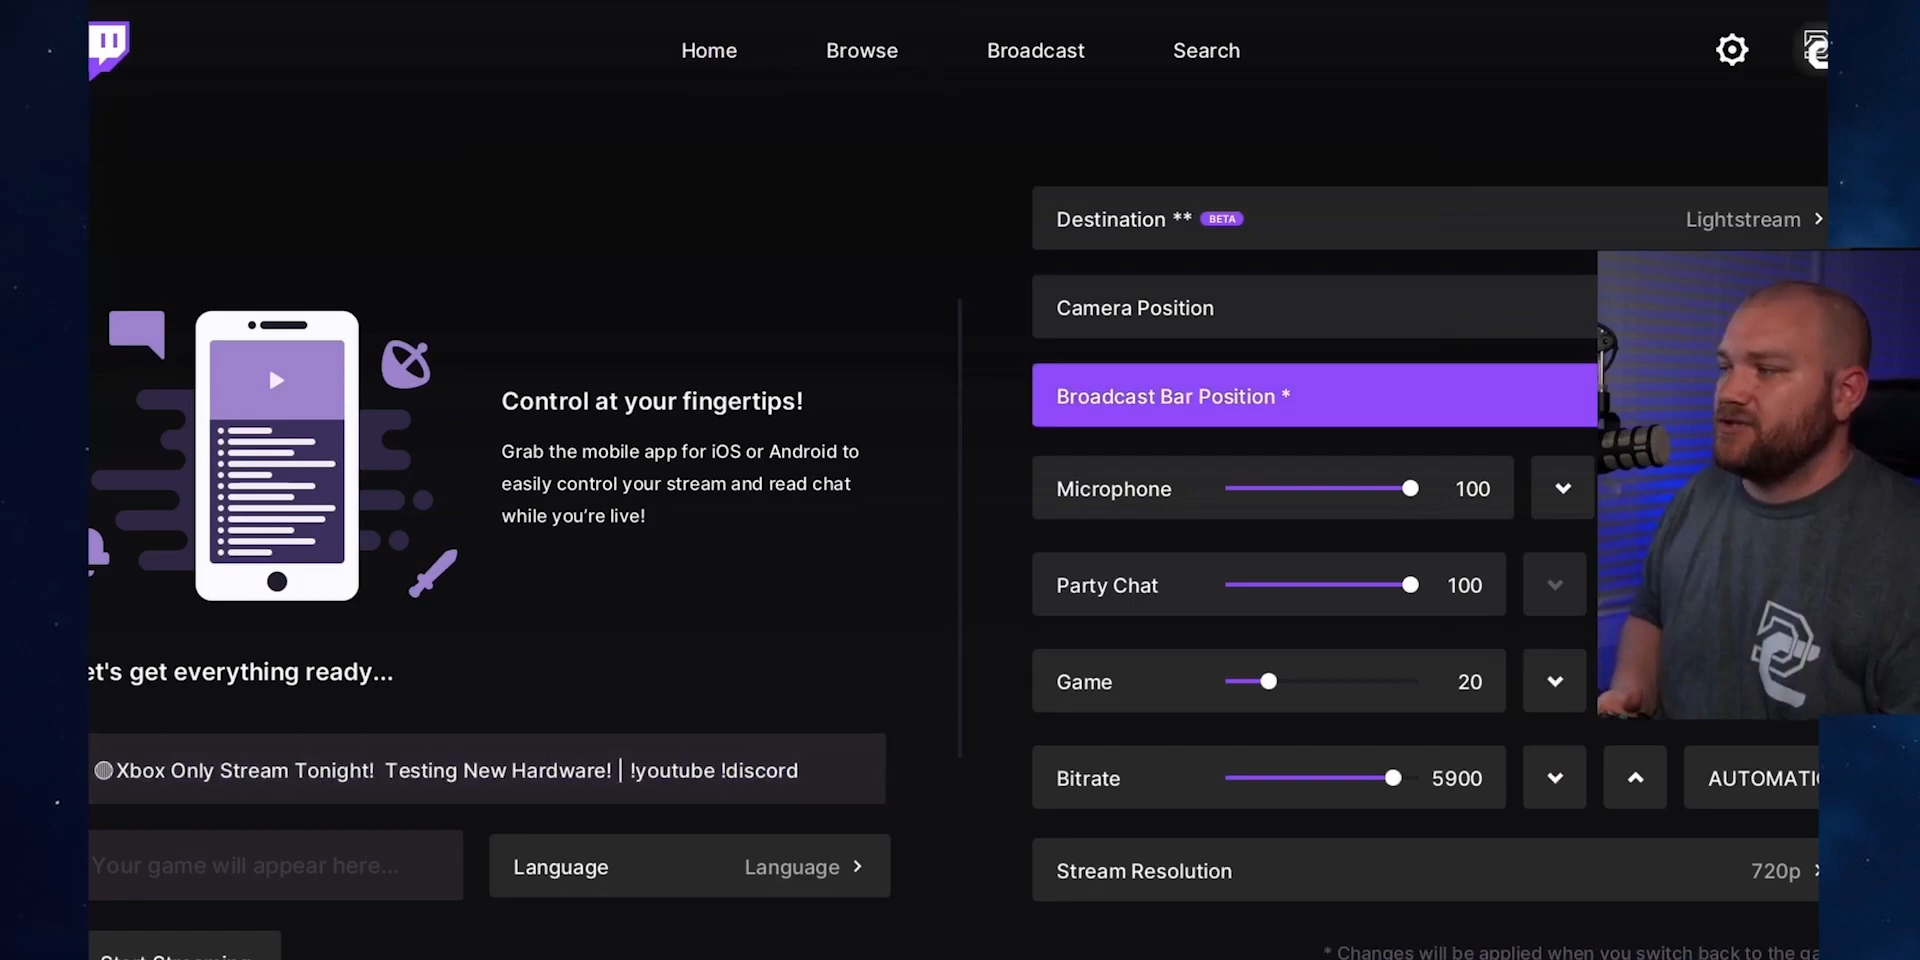 Home
Browse
Broadcast
Search
Destination ** BETA
Lightstream
Camera Position
Broadcast Bar Position *
Control at your fingertips!
Grab the mobile app for iOS or Android to
easily control your stream and read chat
while you're live!
Microphone
100
Party Chat
100
Game
20
et's get everything ready...
Xbox Only Stream Tonight! Testing New Hardware! | !youtube !discord
Bitrate
5900
AUTOMATIC
Your game will appear here...
Language
Language
Stream Resolution
720p
Start Streaming
* Changes will be applied when you switch back to the ga